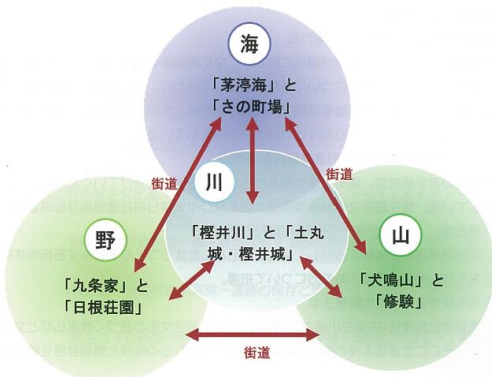 海
「茅渟海」と
「さの町場」
街道
街道
川
「樫井川」と「土丸
城・樫井城」
野
「九条家」と
「日根荘園」
山
「犬鳴山」と
「修験」
街道